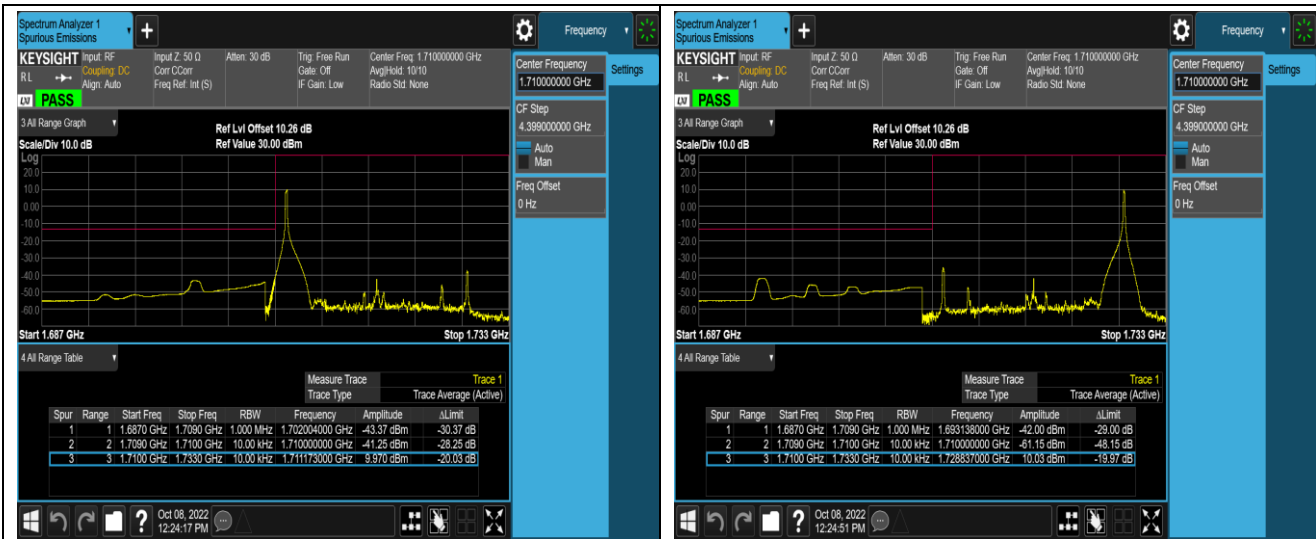 Spectrum Analyzer 1
Spurious Emissions
Frequency
KEYSIGHT
Input: RF
Input Z: 50 Ω
Atten: 30 dB
Trig: Free Run
Center Freq: 1.710000000 GHz
R L
Coupling: DC
Corr CCorr
Gate: Off
Avg|Hold: 10/10
Align: Auto
Freq Ref: Int (S)
IF Gain: Low
Radio Std: None
LXI
PASS
Center Frequency
1.710000000 GHz
Settings
CF Step
4.399000000 GHz
Auto
Man
Freq Offset
0 Hz
3 All Range Graph
Ref Lvl Offset 10.26 dB
Scale/Div 10.0 dB
Ref Value 30.00 dBm
Log
20.0
10.0
0.00
-10.0
-20.0
-30.0
-40.0
-50.0
-60.0
Start 1.687 GHz
Stop 1.733 GHz
4 All Range Table
Measure Trace Trace 1
Trace Type Trace Average (Active)
Spur Range Start Freq Stop Freq RBW Frequency Amplitude ΔLimit
1 1 1.6870 GHz 1.7090 GHz 1.000 MHz 1.702004000 GHz -43.37 dBm -30.37 dB
2 2 1.7090 GHz 1.7100 GHz 10.00 kHz 1.710000000 GHz -41.25 dBm -28.25 dB
3 3 1.7100 GHz 1.7330 GHz 10.00 kHz 1.711173000 GHz 9.970 dBm -20.03 dB
Oct 08, 2022
12:24:17 PM
Spectrum Analyzer 1
Spurious Emissions
Frequency
KEYSIGHT
Input: RF
Input Z: 50 Ω
Atten: 30 dB
Trig: Free Run
Center Freq: 1.710000000 GHz
R L
Coupling: DC
Corr CCorr
Gate: Off
Avg|Hold: 10/10
Align: Auto
Freq Ref: Int (S)
IF Gain: Low
Radio Std: None
LXI
PASS
Center Frequency
1.710000000 GHz
Settings
CF Step
4.399000000 GHz
Auto
Man
Freq Offset
0 Hz
3 All Range Graph
Ref Lvl Offset 10.26 dB
Scale/Div 10.0 dB
Ref Value 30.00 dBm
Log
20.0
10.0
0.00
-10.0
-20.0
-30.0
-40.0
-50.0
-60.0
Start 1.687 GHz
Stop 1.733 GHz
4 All Range Table
Measure Trace Trace 1
Trace Type Trace Average (Active)
Spur Range Start Freq Stop Freq RBW Frequency Amplitude ΔLimit
1 1 1.6870 GHz 1.7090 GHz 1.000 MHz 1.693138000 GHz -42.00 dBm -29.00 dB
2 2 1.7090 GHz 1.7100 GHz 10.00 kHz 1.710000000 GHz -61.15 dBm -48.15 dB
3 3 1.7100 GHz 1.7330 GHz 10.00 kHz 1.728837000 GHz 10.03 dBm -19.97 dB
Oct 08, 2022
12:24:51 PM